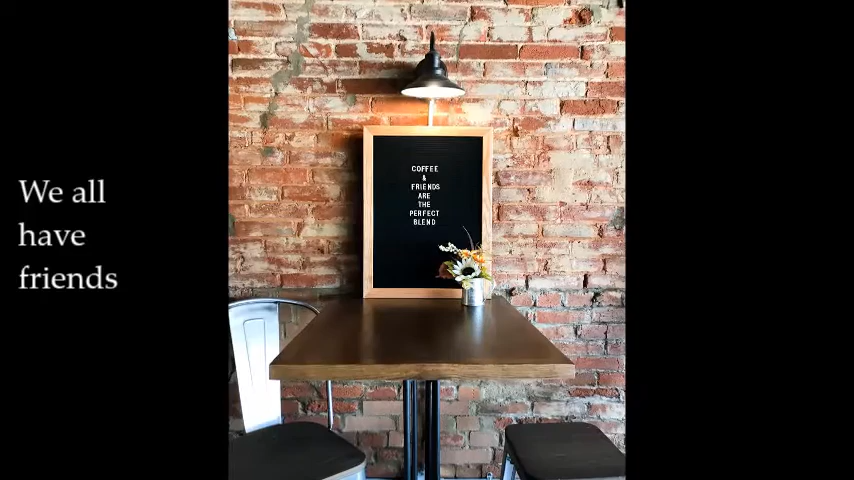 We all
have
friends
COFFEE
&
FRIENDS
ARE
THE
PERFECT
BLEND